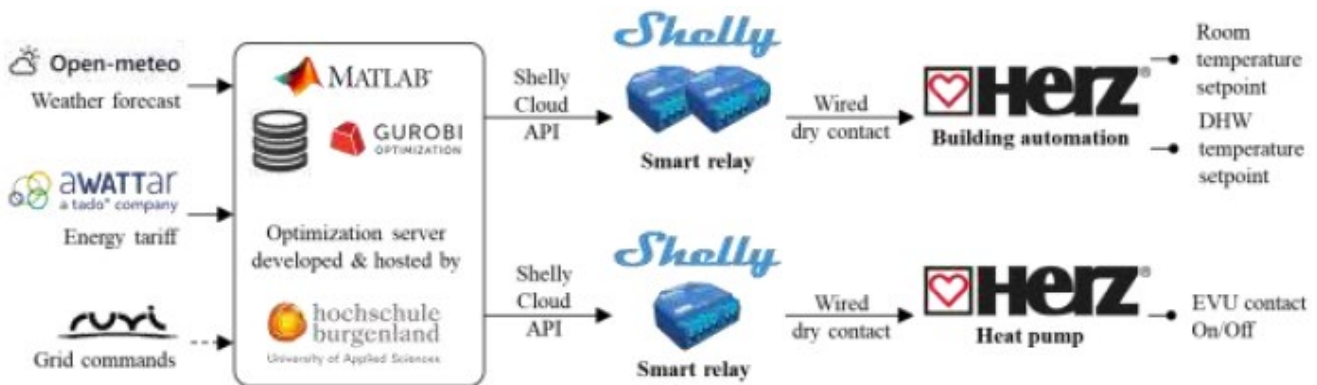 Open-meteo
Weather forecast
aWATTar
a tado° company
Energy tariff
ruvi
Grid commands
MATLAB®
GUROBI
OPTIMIZATION
Optimization server
developed & hosted by
hochschule
burgenland
University of Applied Sciences
Shelly
Cloud
API
Shelly
Smart relay
Wired
dry contact
HERZ®
Building automation
Room
temperature
setpoint
DHW
temperature
setpoint
Shelly
Cloud
API
Shelly
Smart relay
Wired
dry contact
HERZ®
Heat pump
EVU contact
On/Off